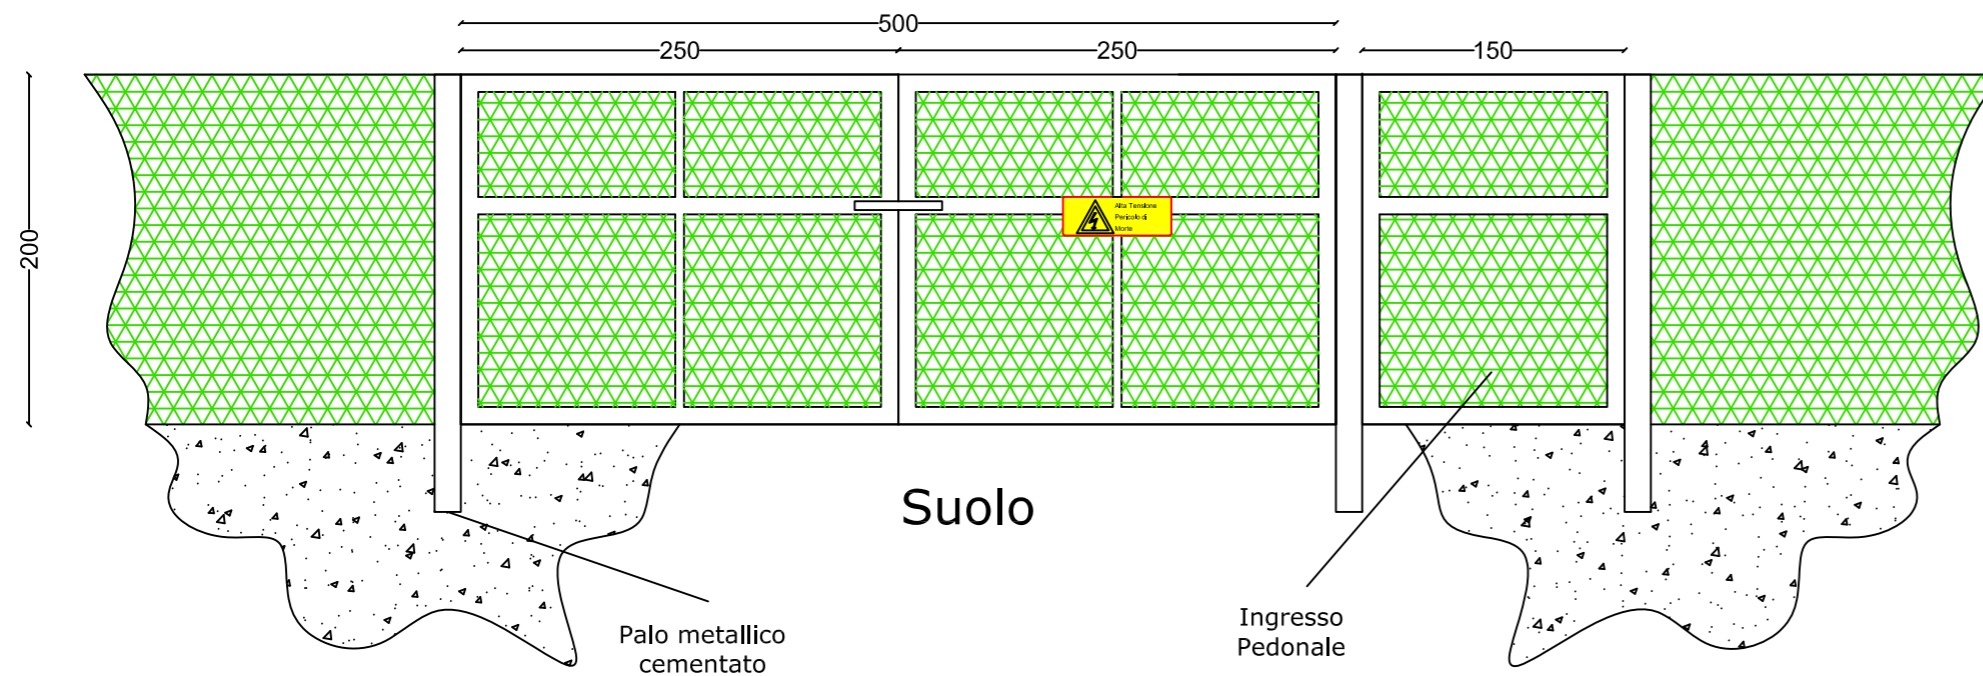 500
250
250
150
200
Alta Tensione
Pericolo di
Morte
Suolo
Palo metallico
cementato
Ingresso
Pedonale